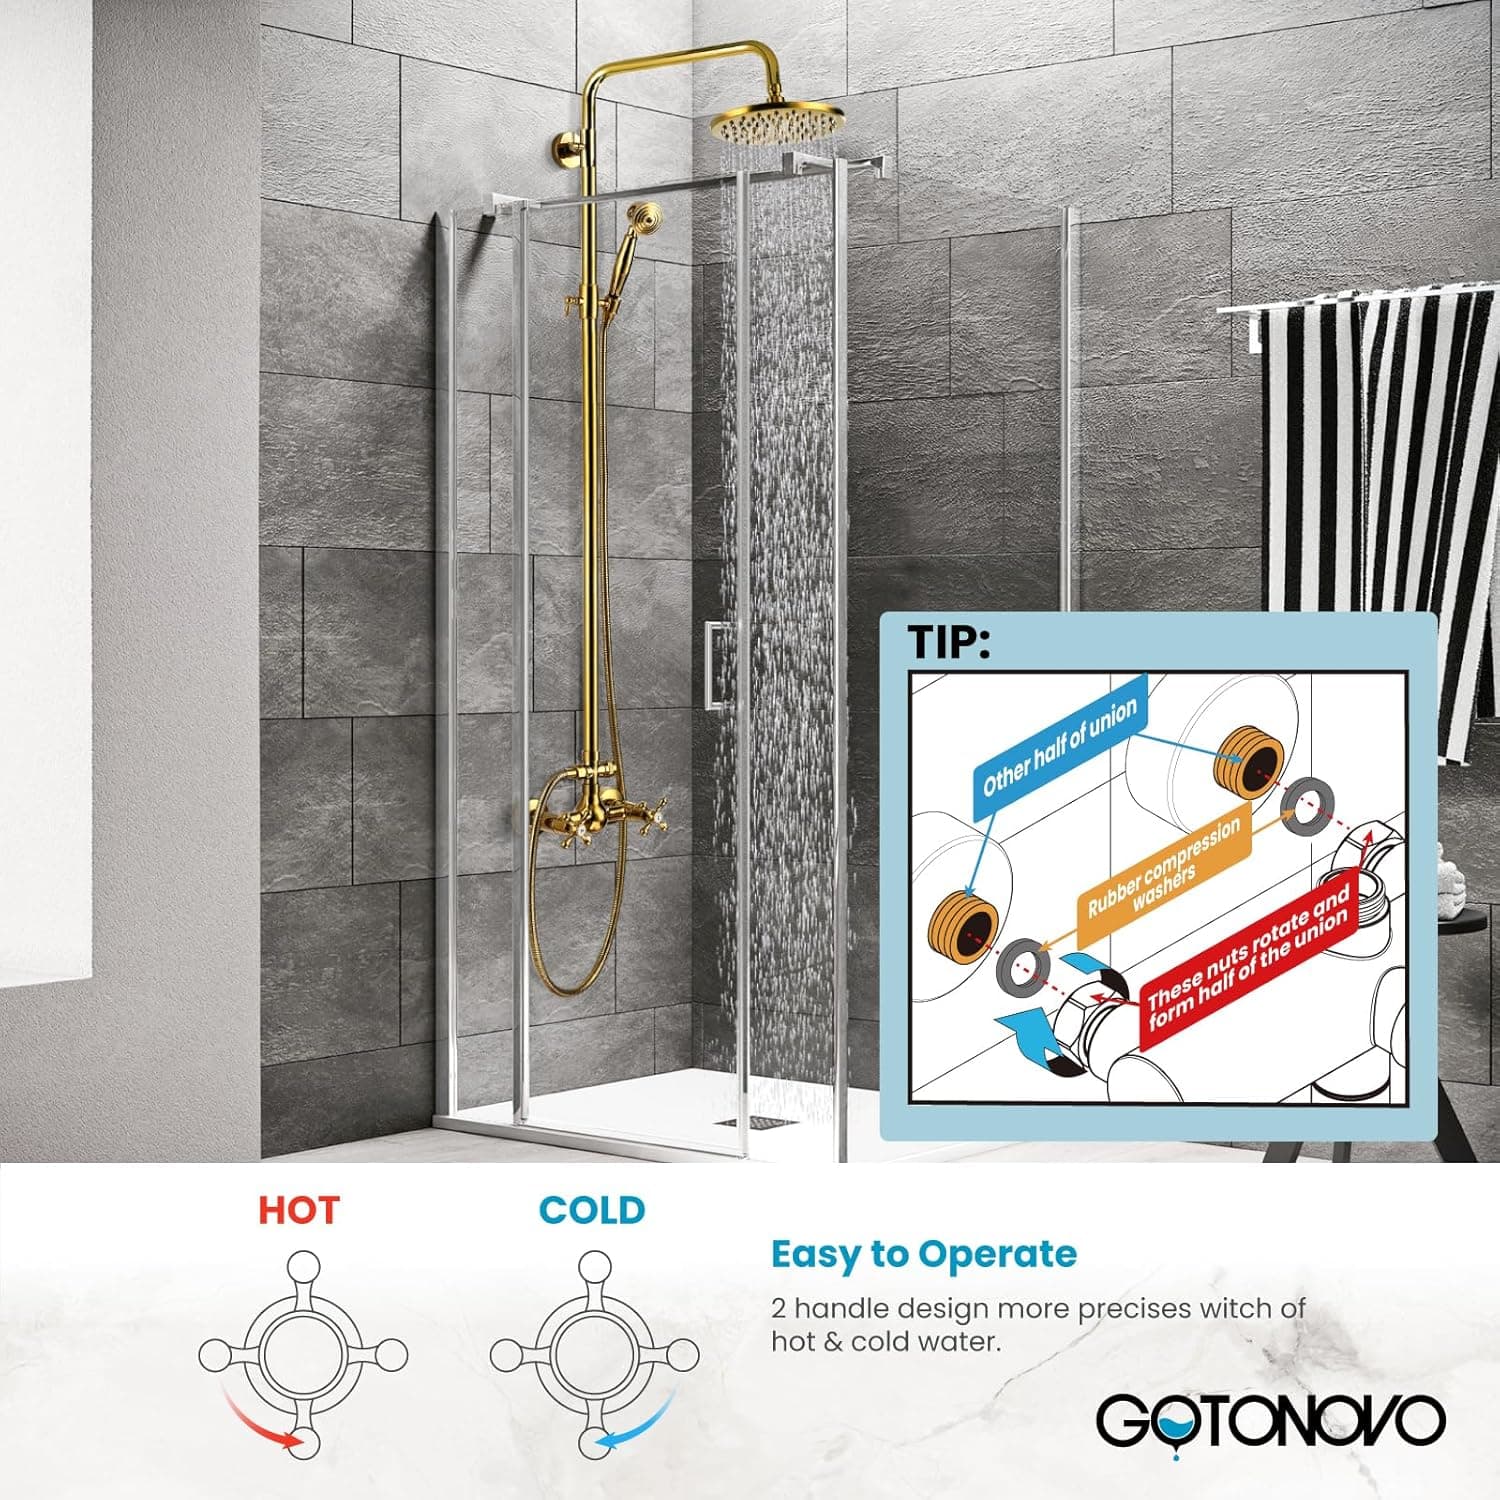 TIP:
Other half of union
Rubber compression
washers
These nuts rotate and
form half of the union
HOT
COLD
Easy to Operate
2 handle design more precises witch of
hot & cold water.
GOTONOVO